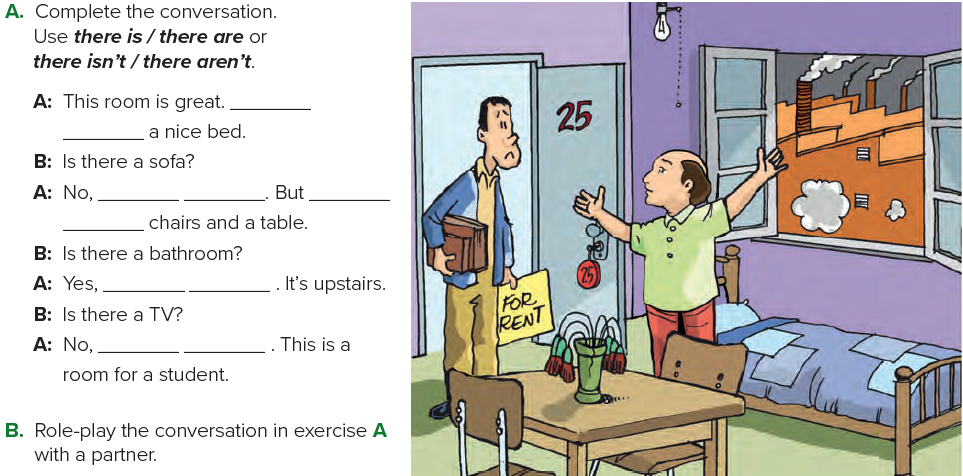 A. Complete the conversation.
Use there is / there are or
there isn't / there aren't.
A: This room is great. ________
________ a nice bed.
B: Is there a sofa?
A: No, ________ ________. But ________
________ chairs and a table.
B: Is there a bathroom?
A: Yes, ________ ________ . It's upstairs.
B: Is there a TV?
A: No, ________ ________ . This is a
room for a student.
B. Role-play the conversation in exercise A
with a partner.
25
25
FOR
RENT